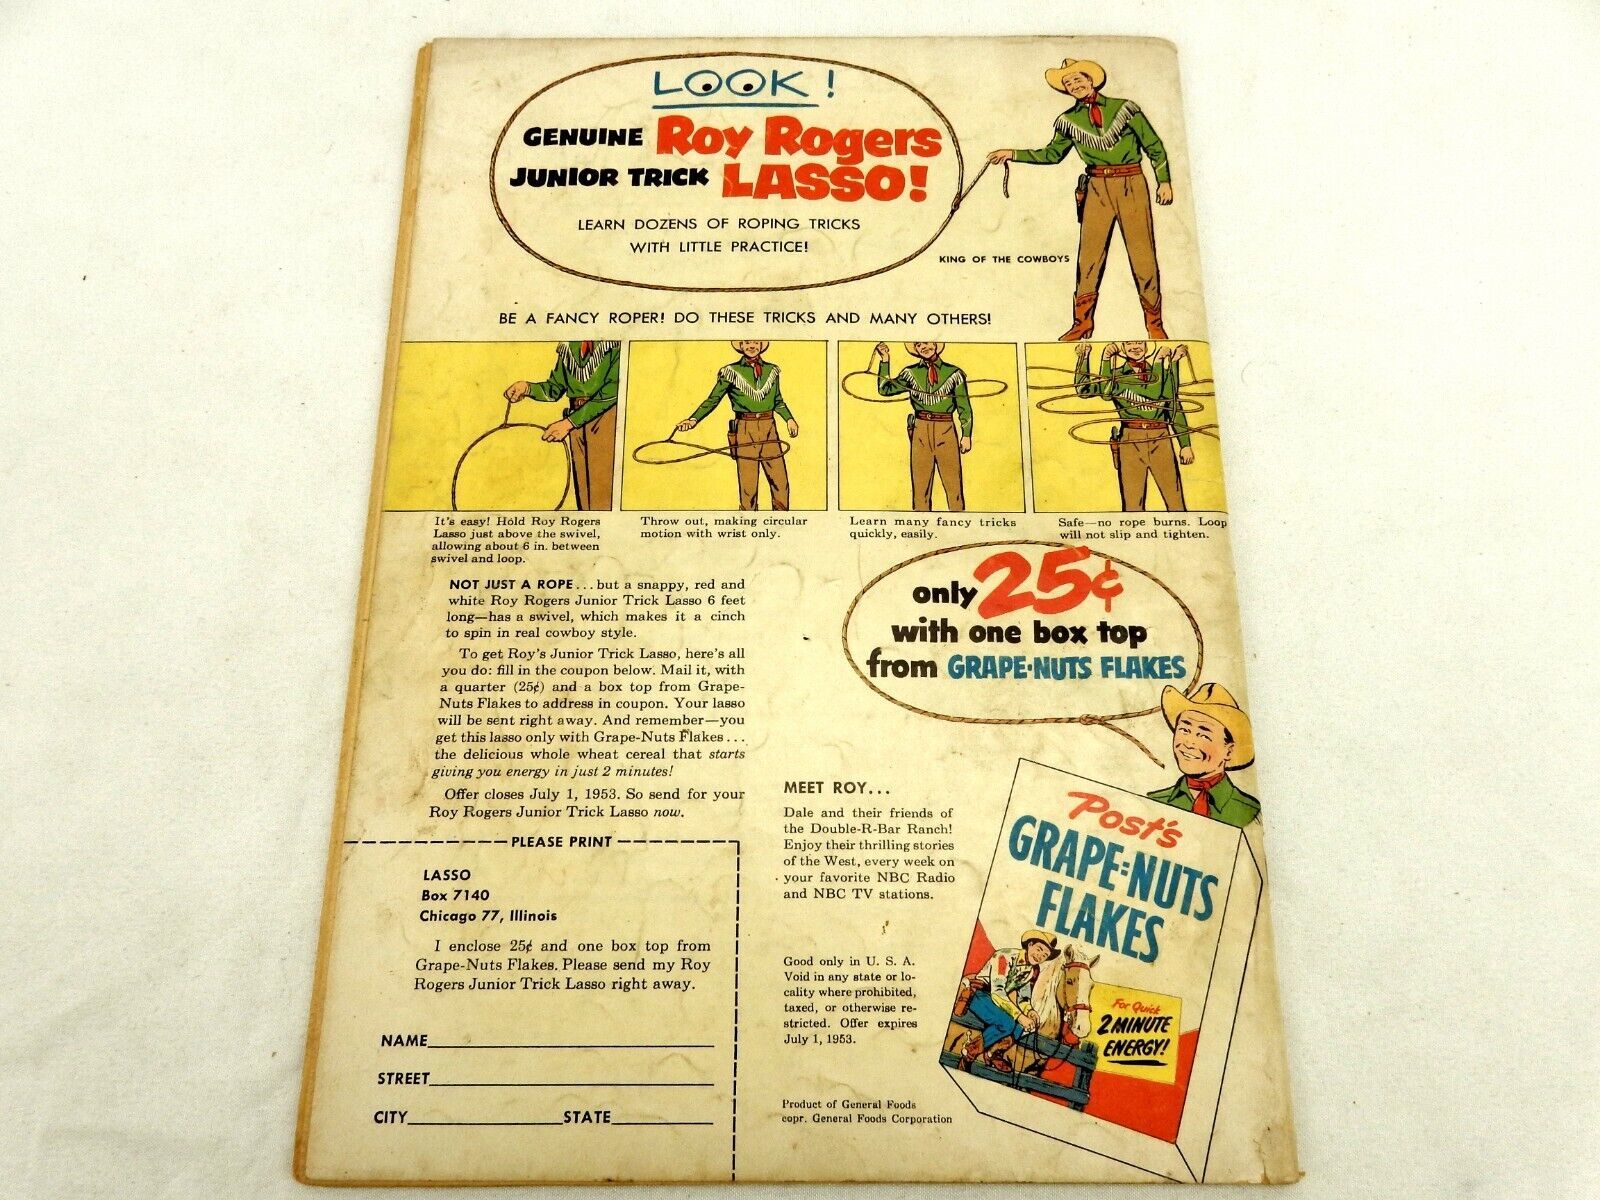 LOOK!
GENUINE Roy Rogers
JUNIOR TRICK LASSO!
LEARN DOZENS OF ROPING TRICKS
WITH LITTLE PRACTICE!
KING OF THE COWBOYS
BE A FANCY ROPER! DO THESE TRICKS AND MANY OTHERS!
It's easy! Hold Roy Rogers
Lasso just above the swivel,
allowing about 6 in. between
swivel and loop.
Throw out, making circular
motion with wrist only.
Learn many fancy tricks
quickly, easily.
Safe—no rope burns. Loop
will not slip and tighten.
NOT JUST A ROPE...but a snappy, red and
white Roy Rogers Junior Trick Lasso 6 feet
long—has a swivel, which makes it a cinch
to spin in real cowboy style.
To get Roy's Junior Trick Lasso, here's all
you do: fill in the coupon below. Mail it, with
a quarter (25¢) and a box top from Grape-
Nuts Flakes to address in coupon. Your lasso
will be sent right away. And remember—you
get this lasso only with Grape-Nuts Flakes...
the delicious whole wheat cereal that starts
giving you energy in just 2 minutes!
Offer closes July 1, 1953. So send for your
Roy Rogers Junior Trick Lasso now.
only 25¢
with one box top
from GRAPE-NUTS FLAKES
PLEASE PRINT
LASSO
Box 7140
Chicago 77, Illinois
I enclose 25¢ and one box top from
Grape-Nuts Flakes. Please send my Roy
Rogers Junior Trick Lasso right away.
NAME
STREET
CITY STATE
MEET ROY...
Dale and their friends of
the Double-R-Bar Ranch!
Enjoy their thrilling stories
of the West, every week on
your favorite NBC Radio
and NBC TV stations.
Good only in U. S. A.
Void in any state or lo-
cality where prohibited,
taxed, or otherwise re-
stricted. Offer expires
July 1, 1953.
Product of General Foods
copr. General Foods Corporation
Post's
GRAPE-NUTS
FLAKES
For Quick
2 MINUTE
ENERGY!